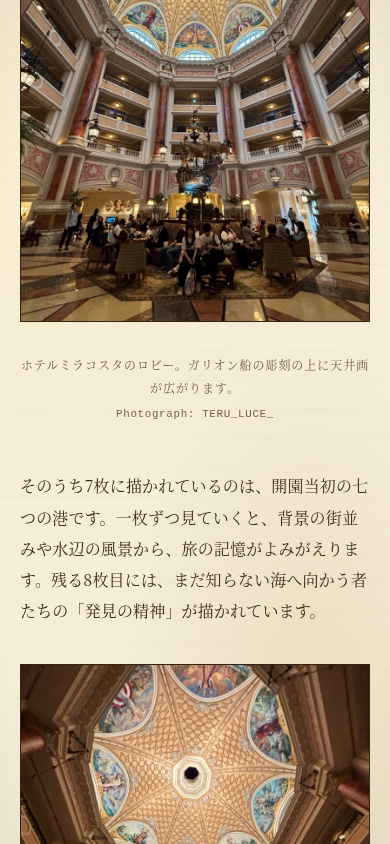 ホテルミラコスタのロビー。ガリオン船の彫刻の上に天井画
が広がります。
Photograph: TERU_LUCE_
そのうち7枚に描かれているのは、開園当初の七
つの港です。一枚ずつ見ていくと、背景の街並
みや水辺の風景から、旅の記憶がよみがえりま
す。残る8枚目には、まだ知らない海へ向かう者
たちの「発見の精神」が描かれています。